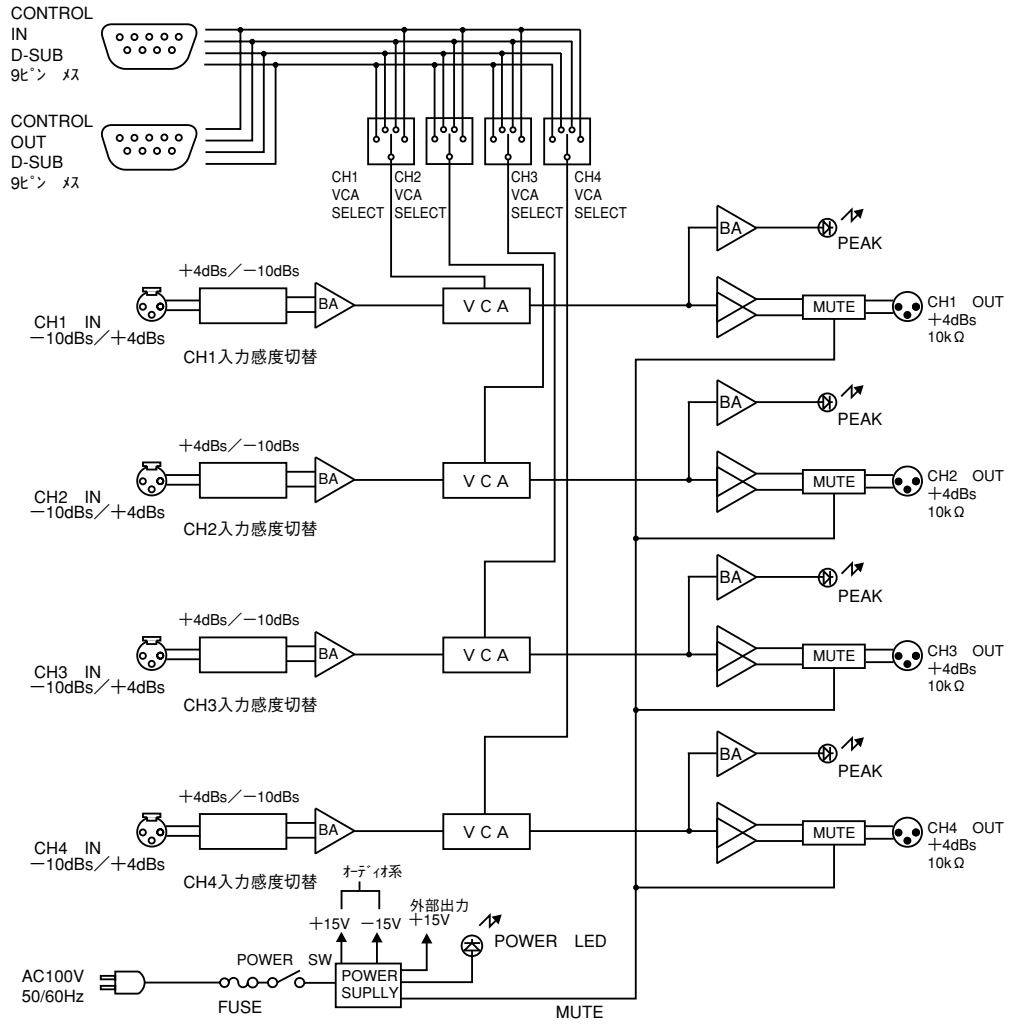 CONTROL
IN
D-SUB
9ﾋﾟﾝ ﾒｽ
CONTROL
OUT
D-SUB
9ﾋﾟﾝ ﾒｽ
CH1
VCA
SELECT
CH2
VCA
SELECT
CH3
VCA
SELECT
CH4
VCA
SELECT
BA
PEAK
+4dBs/-10dBs
BA
VCA
MUTE
CH1 IN
-10dBs/+4dBs
CH1入力感度切替
CH1 OUT
+4dBs
10kΩ
BA
PEAK
+4dBs/-10dBs
BA
VCA
MUTE
CH2 IN
-10dBs/+4dBs
CH2入力感度切替
CH2 OUT
+4dBs
10kΩ
BA
PEAK
+4dBs/-10dBs
BA
VCA
MUTE
CH3 IN
-10dBs/+4dBs
CH3入力感度切替
CH3 OUT
+4dBs
10kΩ
BA
PEAK
+4dBs/-10dBs
BA
VCA
MUTE
CH4 IN
-10dBs/+4dBs
CH4入力感度切替
CH4 OUT
+4dBs
10kΩ
ｵｰﾃﾞｨｵ系
+15V -15V
外部出力
+15V
POWER LED
AC100V
50/60Hz
FUSE
POWER SW
POWER
SUPLLY
MUTE